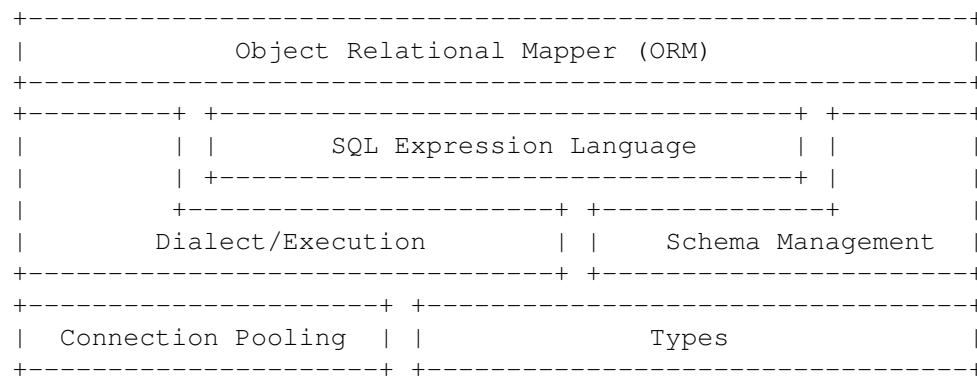 Object Relational Mapper (ORM)
SQL Expression Language
Dialect/Execution
Schema Management
Connection Pooling
Types